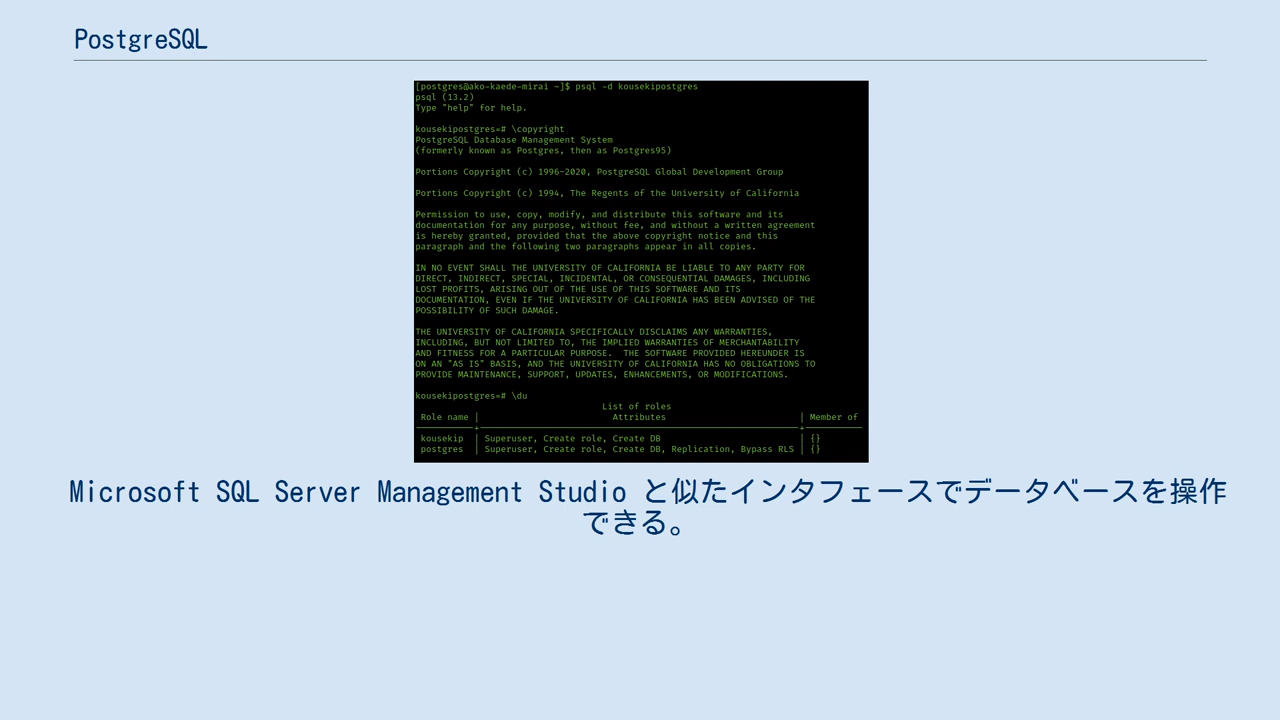 PostgreSQL
[postgres@ako-kaede-mirai ~]$ psql -d kousekipostgres
psql (13.2)
Type "help" for help.
kousekipostgres=# \copyright
PostgreSQL Database Management System
(formerly known as Postgres, then as Postgres95)
Portions Copyright (c) 1996-2020, PostgreSQL Global Development Group
Portions Copyright (c) 1994, The Regents of the University of California
Permission to use, copy, modify, and distribute this software and its
documentation for any purpose, without fee, and without a written agreement
is hereby granted, provided that the above copyright notice and this
paragraph and the following two paragraphs appear in all copies.
IN NO EVENT SHALL THE UNIVERSITY OF CALIFORNIA BE LIABLE TO ANY PARTY FOR
DIRECT, INDIRECT, SPECIAL, INCIDENTAL, OR CONSEQUENTIAL DAMAGES, INCLUDING
LOST PROFITS, ARISING OUT OF THE USE OF THIS SOFTWARE AND ITS
DOCUMENTATION, EVEN IF THE UNIVERSITY OF CALIFORNIA HAS BEEN ADVISED OF THE
POSSIBILITY OF SUCH DAMAGE.
THE UNIVERSITY OF CALIFORNIA SPECIFICALLY DISCLAIMS ANY WARRANTIES,
INCLUDING, BUT NOT LIMITED TO, THE IMPLIED WARRANTIES OF MERCHANTABILITY
AND FITNESS FOR A PARTICULAR PURPOSE.  THE SOFTWARE PROVIDED HEREUNDER IS
ON AN "AS IS" BASIS, AND THE UNIVERSITY OF CALIFORNIA HAS NO OBLIGATIONS TO
PROVIDE MAINTENANCE, SUPPORT, UPDATES, ENHANCEMENTS, OR MODIFICATIONS.
kousekipostgres=# \du
List of roles
Role name | Attributes | Member of
kousekip | Superuser, Create role, Create DB | {}
postgres | Superuser, Create role, Create DB, Replication, Bypass RLS | {}
Microsoft SQL Server Management Studio と似たインタフェースでデータベースを操作
できる。